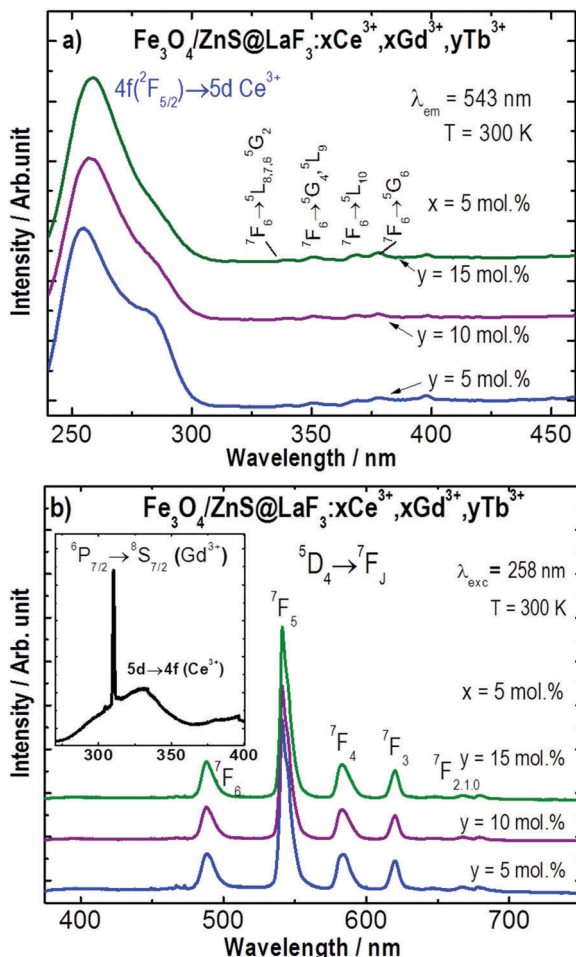 a) Fe₃O₄/ZnS@LaF₃:xCe³⁺,xGd³⁺,yTb³⁺
4f(²F₅/₂)→5d Ce³⁺
λem = 543 nm
T = 300 K
⁷F₆→⁵L₈,₇,₆ ⁵G₂
⁷F₆→⁵G₄, ⁵L₉
⁷F₆→⁵L₁₀
⁷F₆→⁵G₆
x = 5 mol.%
y = 15 mol.%
y = 10 mol.%
y = 5 mol.%
Intensity / Arb.unit
250 300 350 400 450
Wavelength / nm
b) Fe₃O₄/ZnS@LaF₃:xCe³⁺,xGd³⁺,yTb³⁺
⁶P₇/₂→⁸S₇/₂ (Gd³⁺)
5d→4f (Ce³⁺)
300 350 400
⁵D₄→⁷FJ
λexc = 258 nm
T = 300 K
⁷F₅
x = 5 mol.%
⁷F₆
⁷F₄
⁷F₃
⁷F₂.₁.₀
y = 15 mol.%
y = 10 mol.%
y = 5 mol.%
Intensity / Arb. unit
400 450 500 550 600 650 700
Wavelength / nm